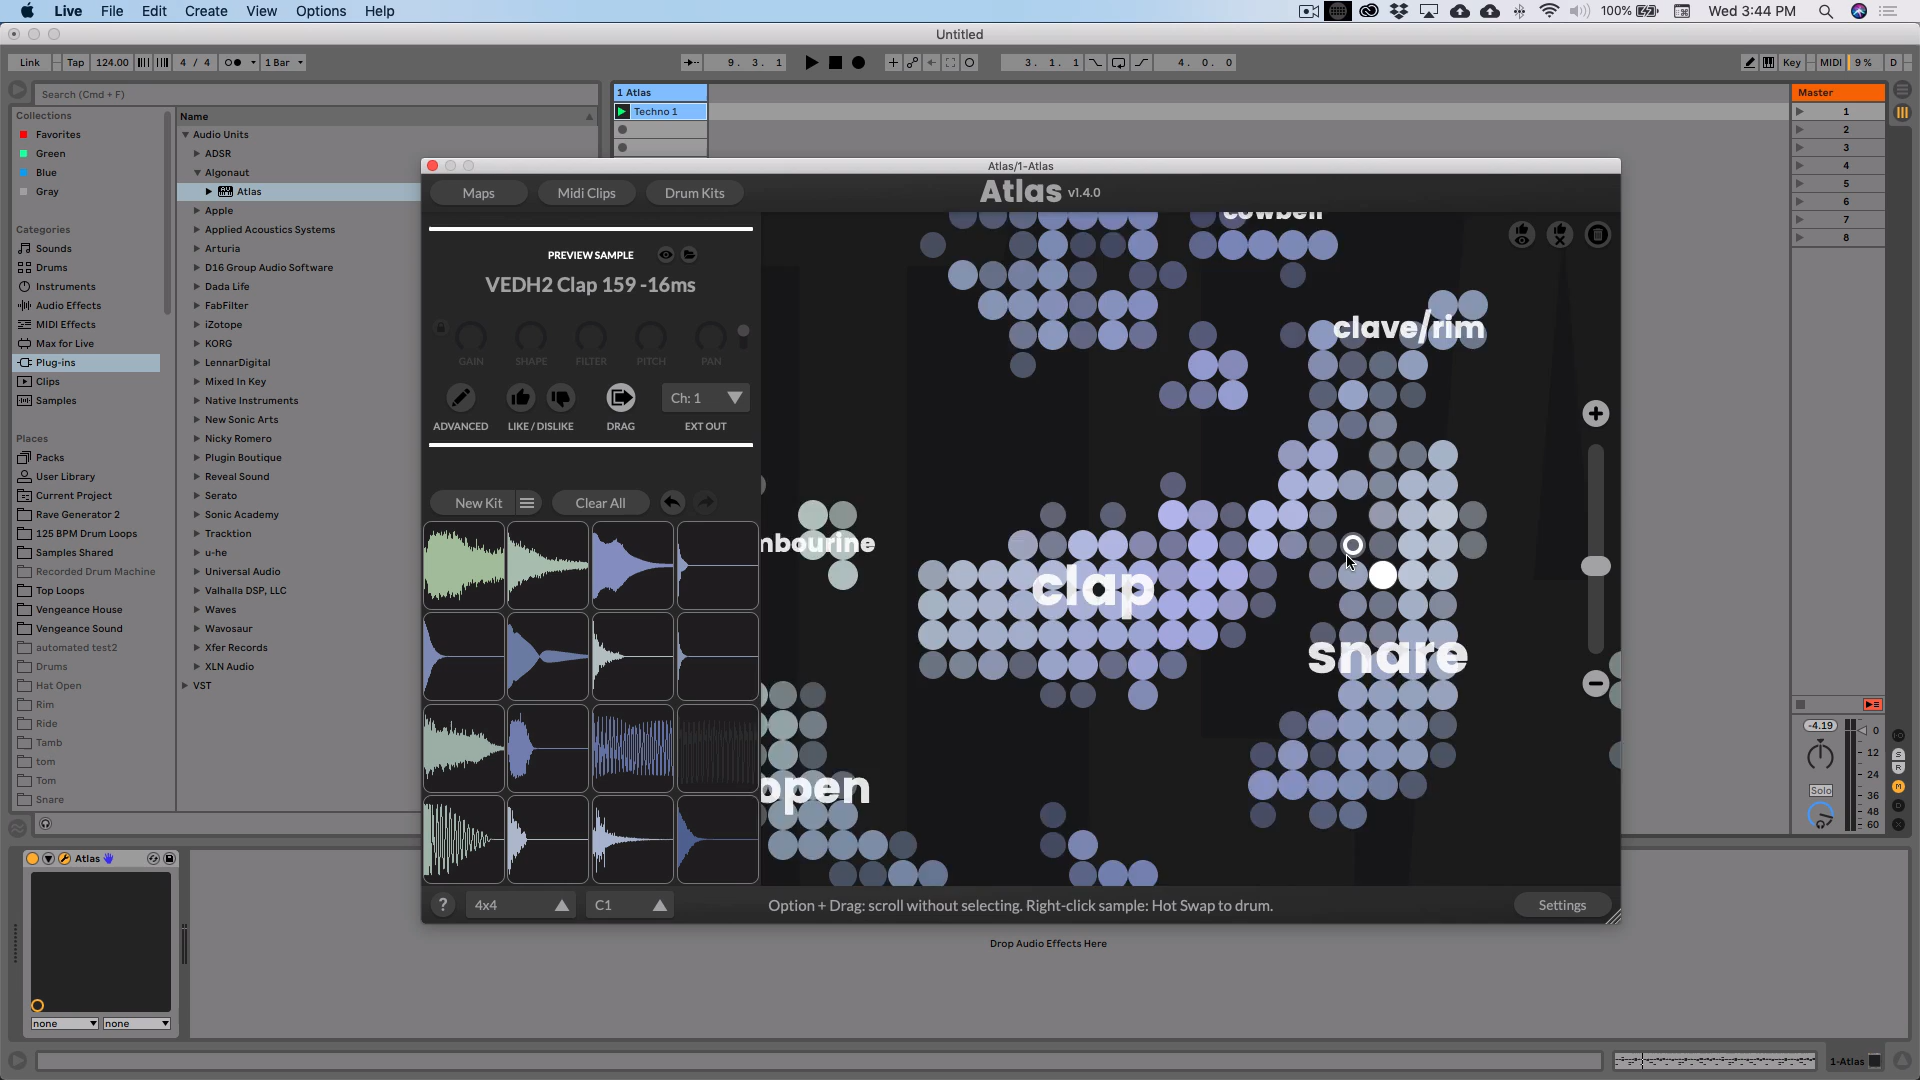 Live File Edit Create View Options Help
100% Wed 3:44 PM
Untitled
Link Tap 124.00 4 / 4 1 Bar 9. 3. 1 3. 1. 1 4. 0. 0 Key MIDI 9 % D
Search (Cmd + F)
Collections
Favorites
Green
Blue
Gray
Categories
Sounds
Drums
Instruments
Audio Effects
MIDI Effects
Max for Live
Plug-ins
Clips
Samples
Places
Packs
User Library
Current Project
Rave Generator 2
125 BPM Drum Loops
Samples Shared
Recorded Drum Machine
Top Loops
Vengeance House
Vengeance Sound
automated test2
Drums
Hat Open
Rim
Ride
Tamb
tom
Tom
Snare
Name
Audio Units
ADSR
Algonaut
Atlas
Apple
Applied Acoustics Systems
Arturia
D16 Group Audio Software
Dada Life
FabFilter
iZotope
KORG
LennarDigital
Mixed In Key
Native Instruments
New Sonic Arts
Nicky Romero
Plugin Boutique
Reveal Sound
Serato
Sonic Academy
Tracktion
u-he
Universal Audio
Valhalla DSP, LLC
Waves
Wavosaur
Xfer Records
XLN Audio
VST
1 Atlas
Techno 1
Master
1
2
3
4
5
6
7
8
Atlas/1-Atlas
Maps Midi Clips Drum Kits
Atlas v1.4.0
PREVIEW SAMPLE
VEDH2 Clap 159 -16ms
GAIN SHAPE FILTER PITCH PAN
Ch: 1
ADVANCED LIKE / DISLIKE DRAG EXT OUT
New Kit Clear All
cowbell
clave/rim
mbourine
clap
snare
open
? 4x4 C1
Option + Drag: scroll without selecting. Right-click sample: Hot Swap to drum.
Settings
-4.19
0
12
24
36
48
60
Solo
S
R
M
D
Atlas
none none
Drop Audio Effects Here
1-Atlas